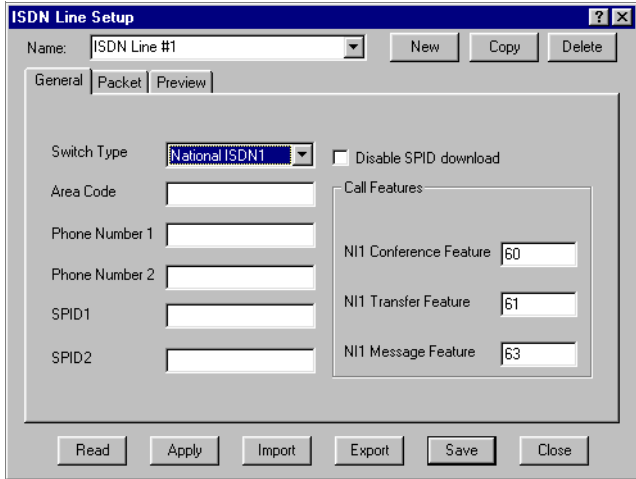 ISDN Line Setup
Name: ISDN Line #1 New Copy Delete
General Packet Preview
Switch Type National ISDN1 Disable SPID download
Area Code Call Features
Phone Number 1
NI1 Conference Feature 60
Phone Number 2
NI1 Transfer Feature 61
SPID1
NI1 Message Feature 63
SPID2
Read Apply Import Export Save Close